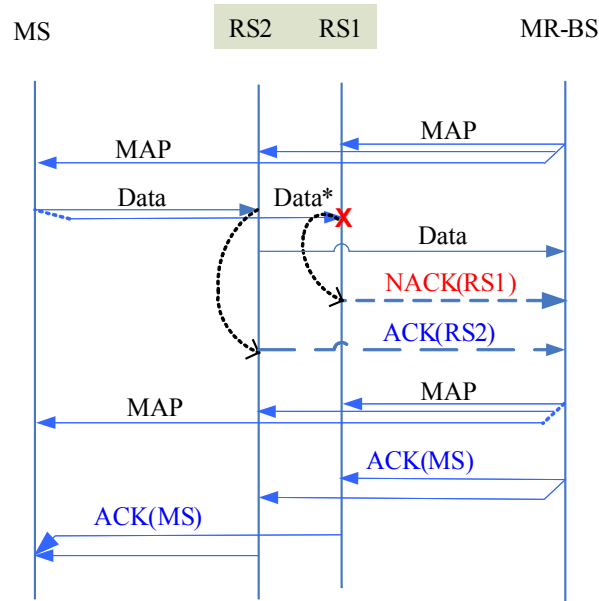 MS RS2 RS1 MR-BS
MAP MAP
Data Data* X
Data
NACK(RS1)
ACK(RS2)
MAP MAP
ACK(MS)
ACK(MS)